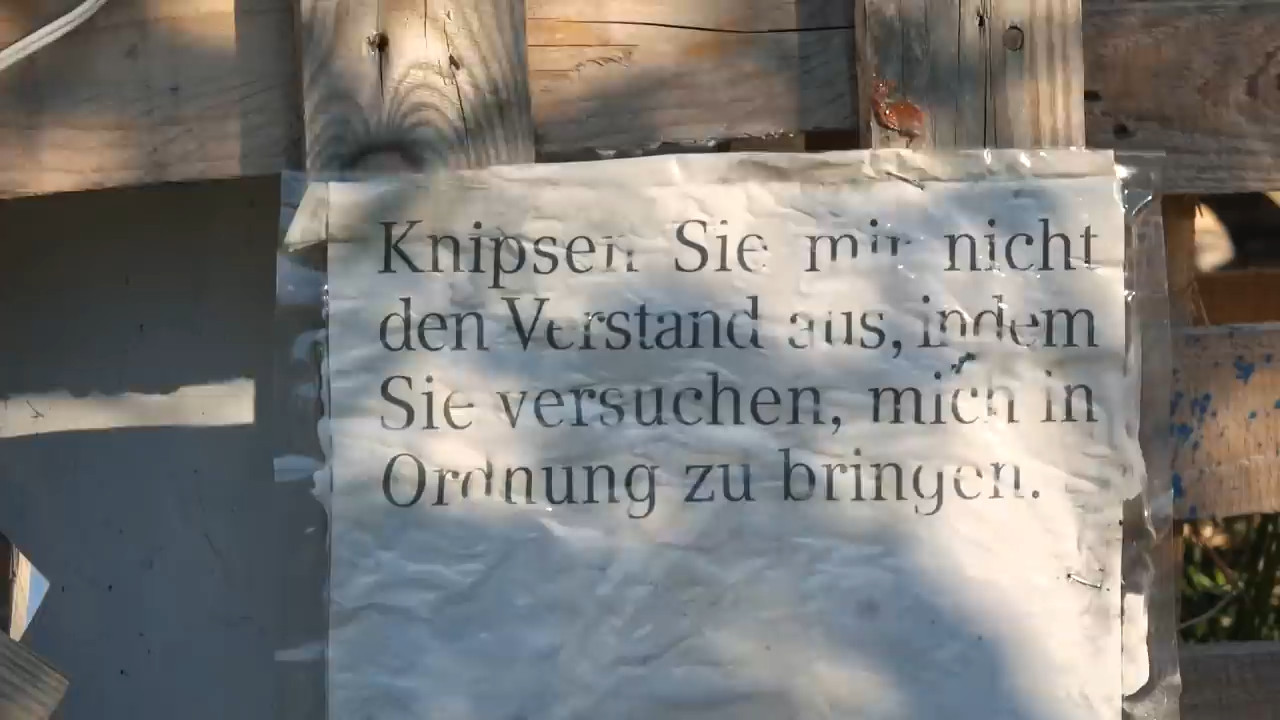 Knipsen Sie mir nicht
den Verstand aus, indem
Sie versuchen, mich in
Ordnung zu bringen.